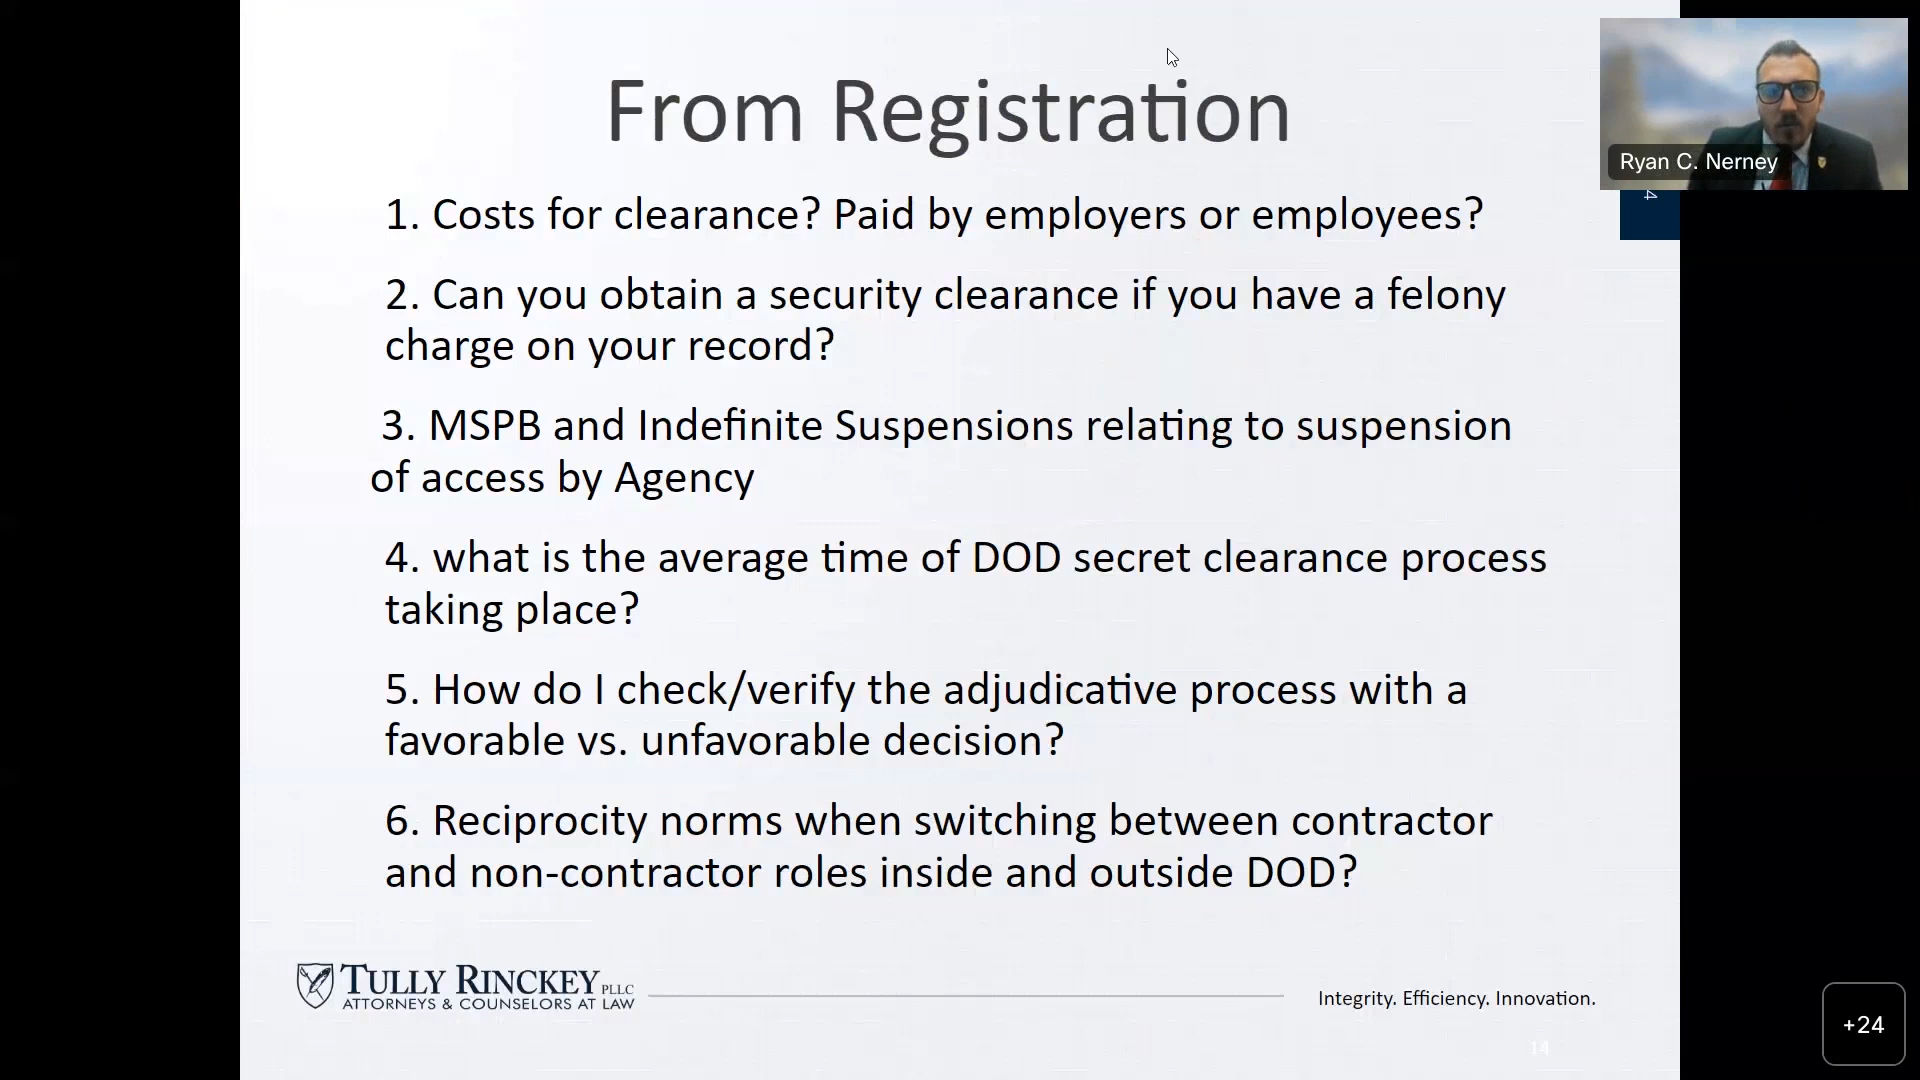 From Registration
Ryan C. Nerney
4
1. Costs for clearance? Paid by employers or employees?
2. Can you obtain a security clearance if you have a felony
charge on your record?
3. MSPB and Indefinite Suspensions relating to suspension
of access by Agency
4. what is the average time of DOD secret clearance process
taking place?
5. How do I check/verify the adjudicative process with a
favorable vs. unfavorable decision?
6. Reciprocity norms when switching between contractor
and non-contractor roles inside and outside DOD?
TULLY RINCKEY PLLC
ATTORNEYS & COUNSELORS AT LAW
Integrity. Efficiency. Innovation.
+24
14